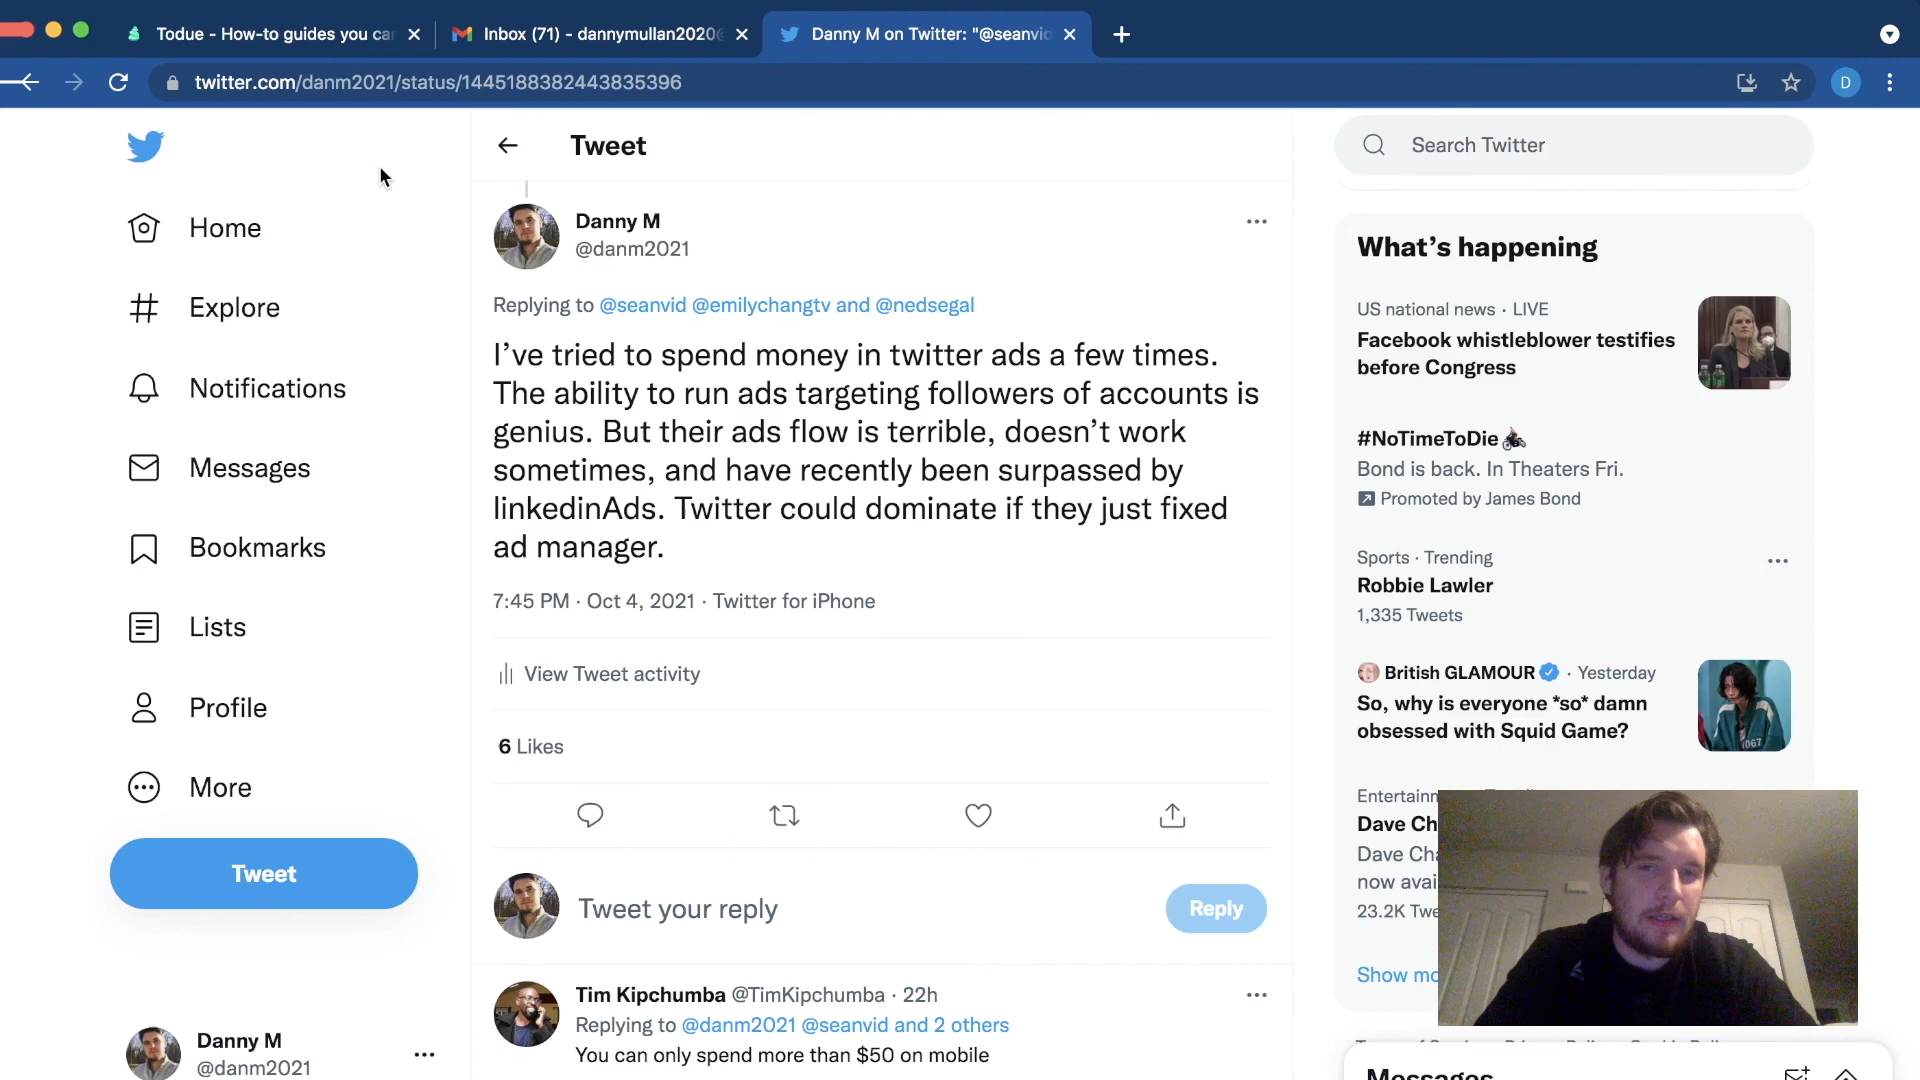 Todue - How-to guides you car
Inbox (71) - dannymullan2020
Danny M on Twitter: "@seanvid
twitter.com/danm2021/status/1445188382443835396
D
Tweet
Search Twitter
Home
Explore
Notifications
Messages
Bookmarks
Lists
Profile
More
Tweet
Danny M
@danm2021
Danny M
@danm2021
Replying to @seanvid @emilychangtv and @nedsegal
I’ve tried to spend money in twitter ads a few times.
The ability to run ads targeting followers of accounts is
genius. But their ads flow is terrible, doesn’t work
sometimes, and have recently been surpassed by
linkedinAds. Twitter could dominate if they just fixed
ad manager.
7:45 PM · Oct 4, 2021 · Twitter for iPhone
View Tweet activity
6 Likes
Tweet your reply
Reply
Tim Kipchumba @TimKipchumba · 22h
Replying to @danm2021 @seanvid and 2 others
You can only spend more than $50 on mobile
What’s happening
US national news · LIVE
Facebook whistleblower testifies
before Congress
#NoTimeToDie
Bond is back. In Theaters Fri.
Promoted by James Bond
Sports · Trending
Robbie Lawler
1,335 Tweets
British GLAMOUR · Yesterday
So, why is everyone *so* damn
obsessed with Squid Game?
067
Entertainn
Dave Ch
Dave Cha
now avai
23.2K Twe
Show mo
Messages